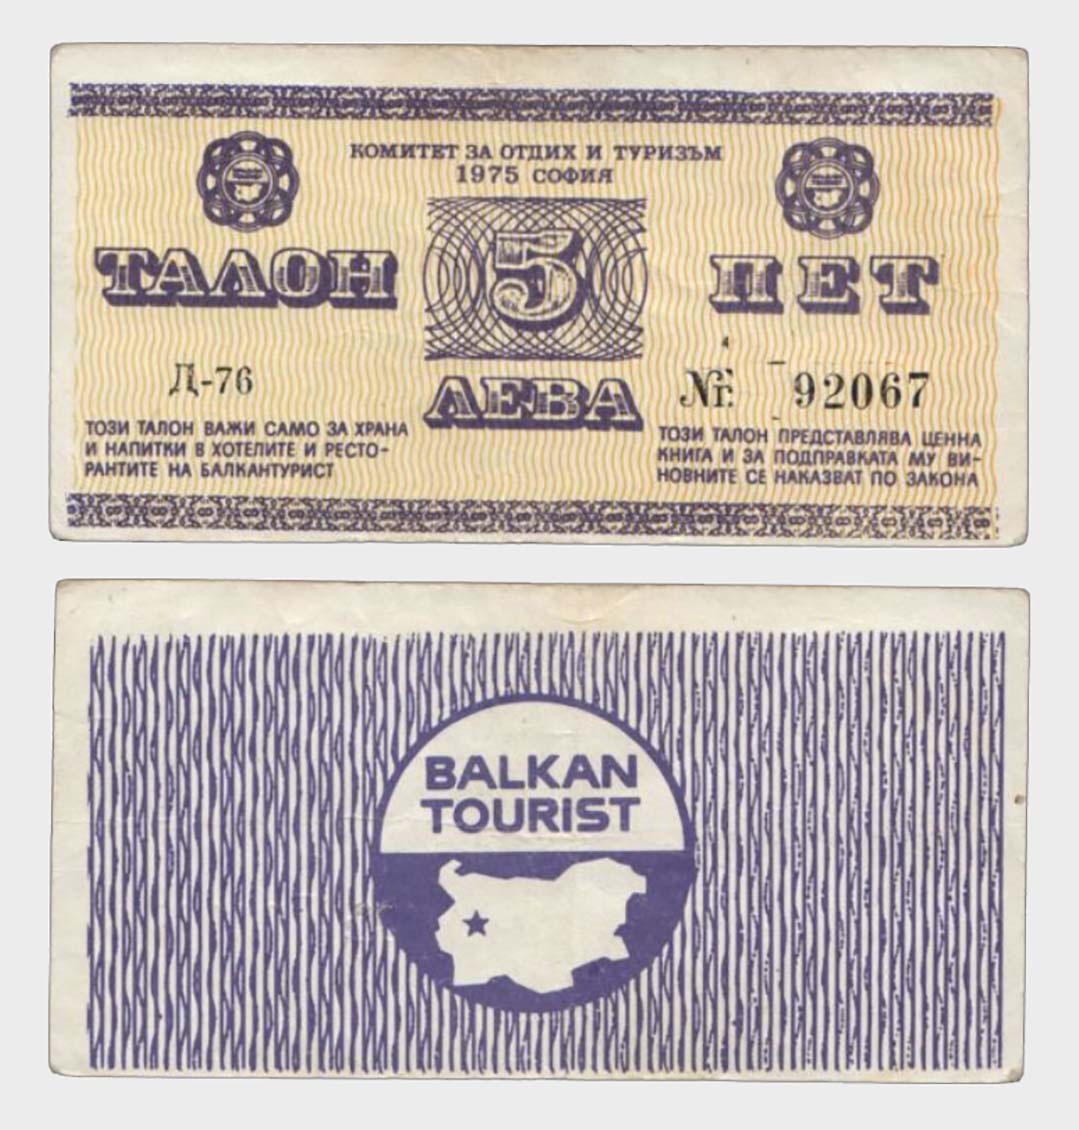 КОМИТЕТ ЗА ОТДИХ И ТУРИЗЪМ
1975 СОФИЯ
ТАЛОН
5
ПЕТ
ЛЕВА
Д-76
№ 92067
ТОЗИ ТАЛОН ВАЖИ САМО ЗА ХРАНА
И НАПИТКИ В ХОТЕЛИТЕ И РЕСТО-
РАНТИТЕ НА БАЛКАНТУРИСТ
ТОЗИ ТАЛОН ПРЕДСТАВЛЯВА ЦЕННА
КНИГА И ЗА ПОДПРАВКАТА МУ ВИ-
НОВНИТЕ СЕ НАКАЗВАТ ПО ЗАКОНА
BALKAN
TOURIST